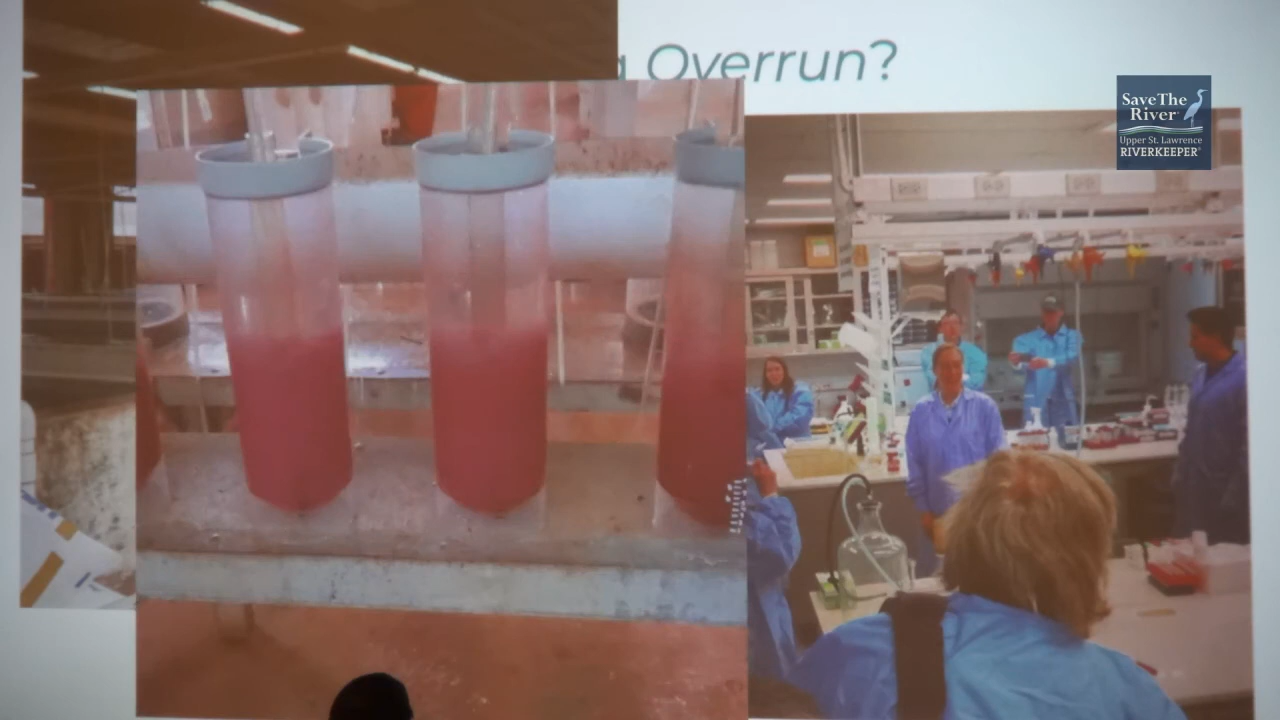 Overrun?
Save The
River
Upper St. Lawrence
RIVERKEEPER